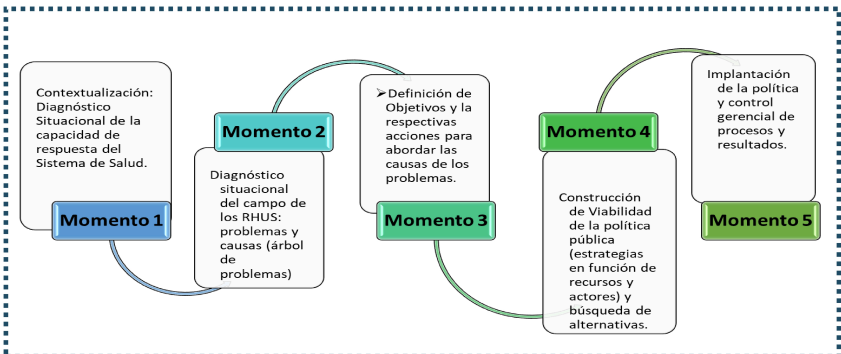 Contextualización:
Diagnóstico
Situacional de la
capacidad de
respuesta del
Sistema de Salud.
Momento 1
Momento 2
Diagnóstico
situacional
del campo de
los RHUS:
problemas y
causas (árbol
de
problemas)
➢Definición de
Objetivos y la
respectivas
acciones para
abordar las
causas de los
problemas.
Momento 3
Momento 4
Construcción
de Viabilidad
de la política
pública
(estrategias
en función de
recursos y
actores) y
búsqueda de
alternativas.
Implantación
de la política
y control
gerencial de
procesos y
resultados.
Momento 5